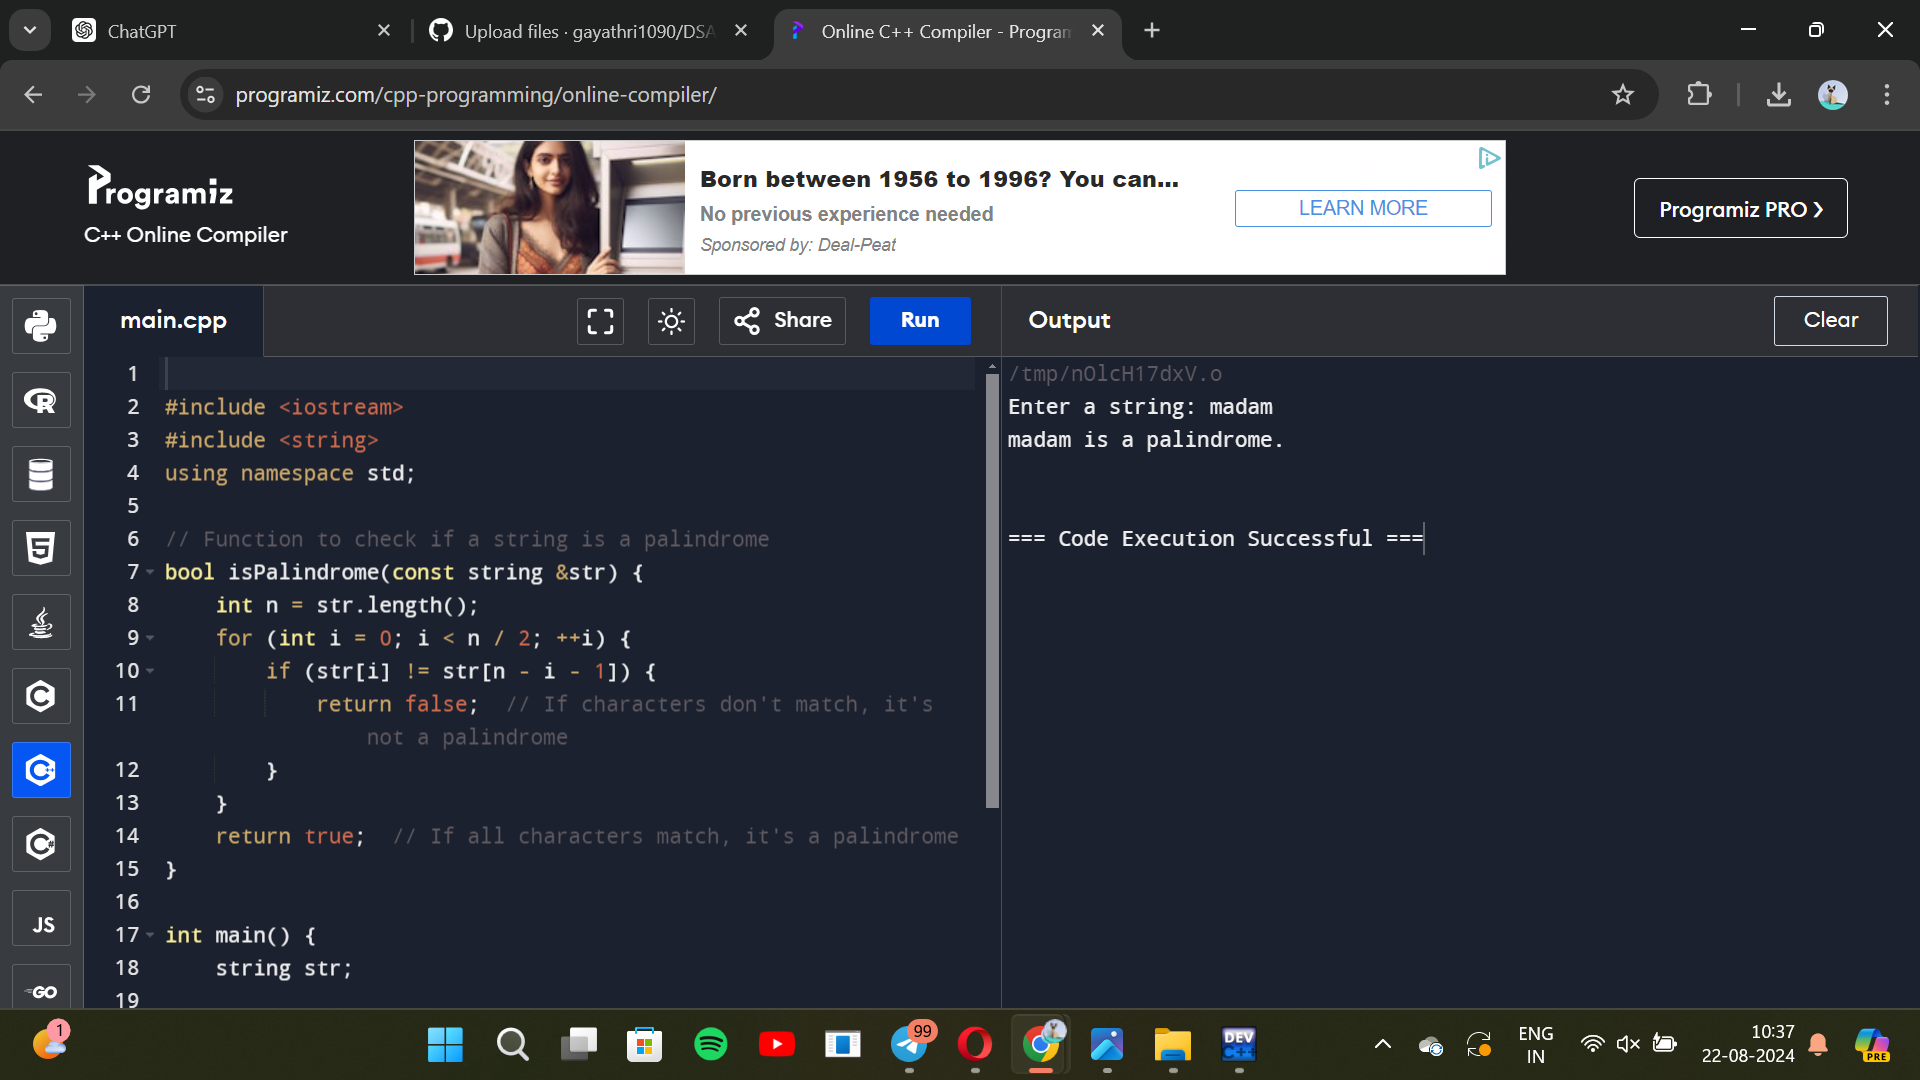 ChatGPT
Upload files · gayathri1090/DSA
Online C++ Compiler - Program
programiz.com/cpp-programming/online-compiler/
Programiz
C++ Online Compiler
Born between 1956 to 1996? You can...
No previous experience needed
Sponsored by: Deal-Peat
LEARN MORE
Programiz PRO >
main.cpp
Share
Run
Output
Clear
1
2 #include <iostream>
3 #include <string>
4 using namespace std;
5
6 // Function to check if a string is a palindrome
7 bool isPalindrome(const string &str) {
8 int n = str.length();
9 for (int i = 0; i < n / 2; ++i) {
10 if (str[i] != str[n - i - 1]) {
11 return false; // If characters don't match, it's
not a palindrome
12 }
13 }
14 return true; // If all characters match, it's a palindrome
15 }
16
17 int main() {
18 string str;
19
/tmp/nOlcH17dxV.o
Enter a string: madam
madam is a palindrome.
=== Code Execution Successful ===
5
C
C++
C#
JS
GO
1
99
DEV
C++
ENG
IN
10:37
22-08-2024
PRE